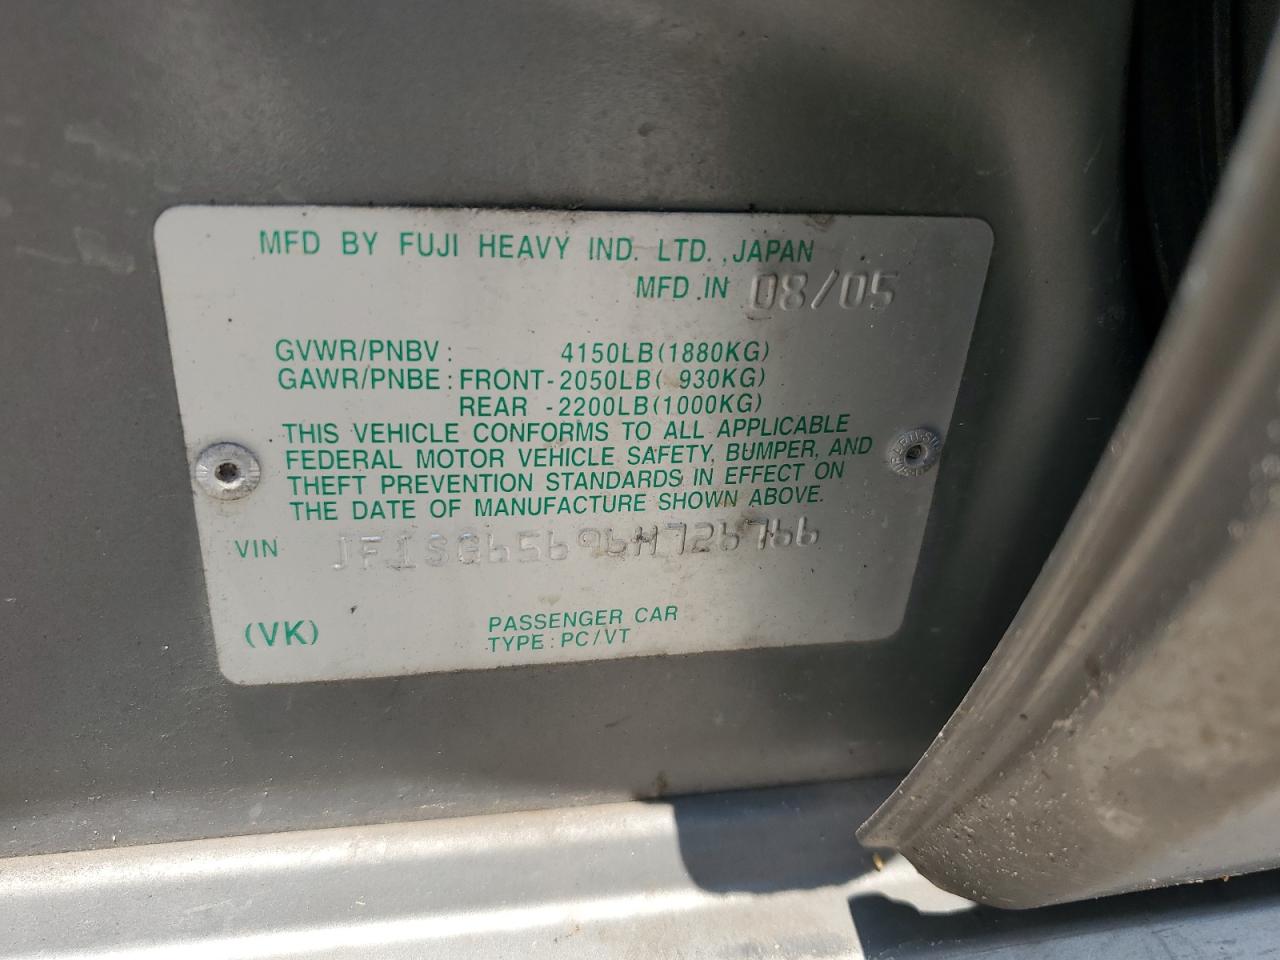 MFD BY FUJI HEAVY IND. LTD., JAPAN
MFD IN 08/05
GVWR/PNBV: 4150LB(1880KG)
GAWR/PNBE: FRONT-2050LB( 930KG)
REAR -2200LB(1000KG)
THIS VEHICLE CONFORMS TO ALL APPLICABLE
FEDERAL MOTOR VEHICLE SAFETY, BUMPER, AND
THEFT PREVENTION STANDARDS IN EFFECT ON
THE DATE OF MANUFACTURE SHOWN ABOVE.
VIN JF1SG65696H726766
(VK) PASSENGER CAR
TYPE: PC/VT